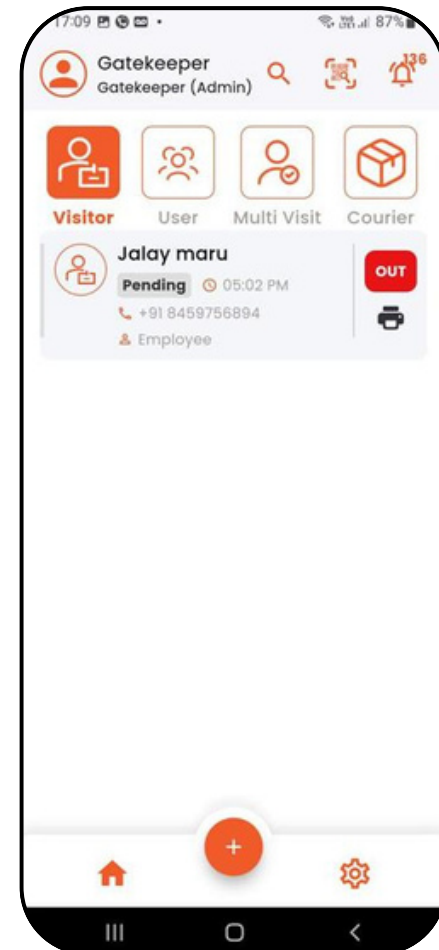 17:09 87%
Gatekeeper
Gatekeeper (Admin)
136
Visitor User Multi Visit Courier
Jalay maru
Pending 05:02 PM
OUT
+91 8459756894
Employee